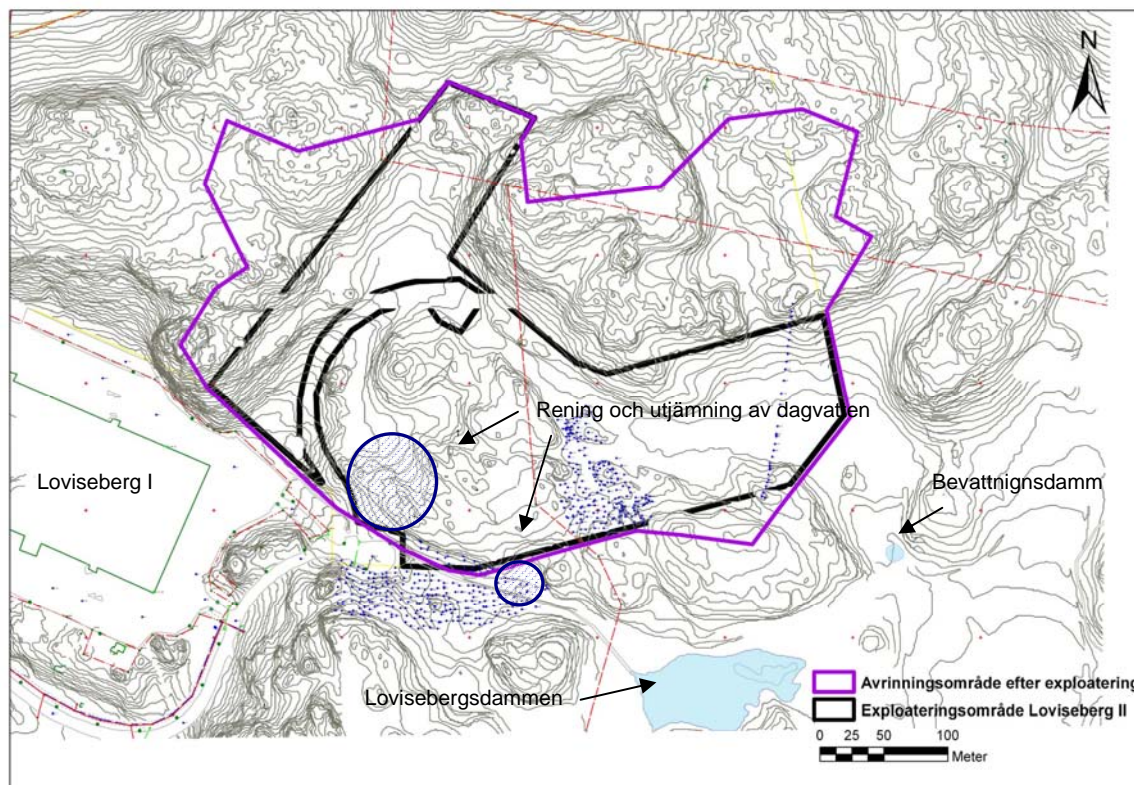 N
Rening och utjämning av dagvatten
Loviseberg I
Bevattnignsdamm
Lovisebergsdammen
Avrinningsområde efter exploatering
Exploateringsområde Loviseberg II
0 25 50 100
Meter